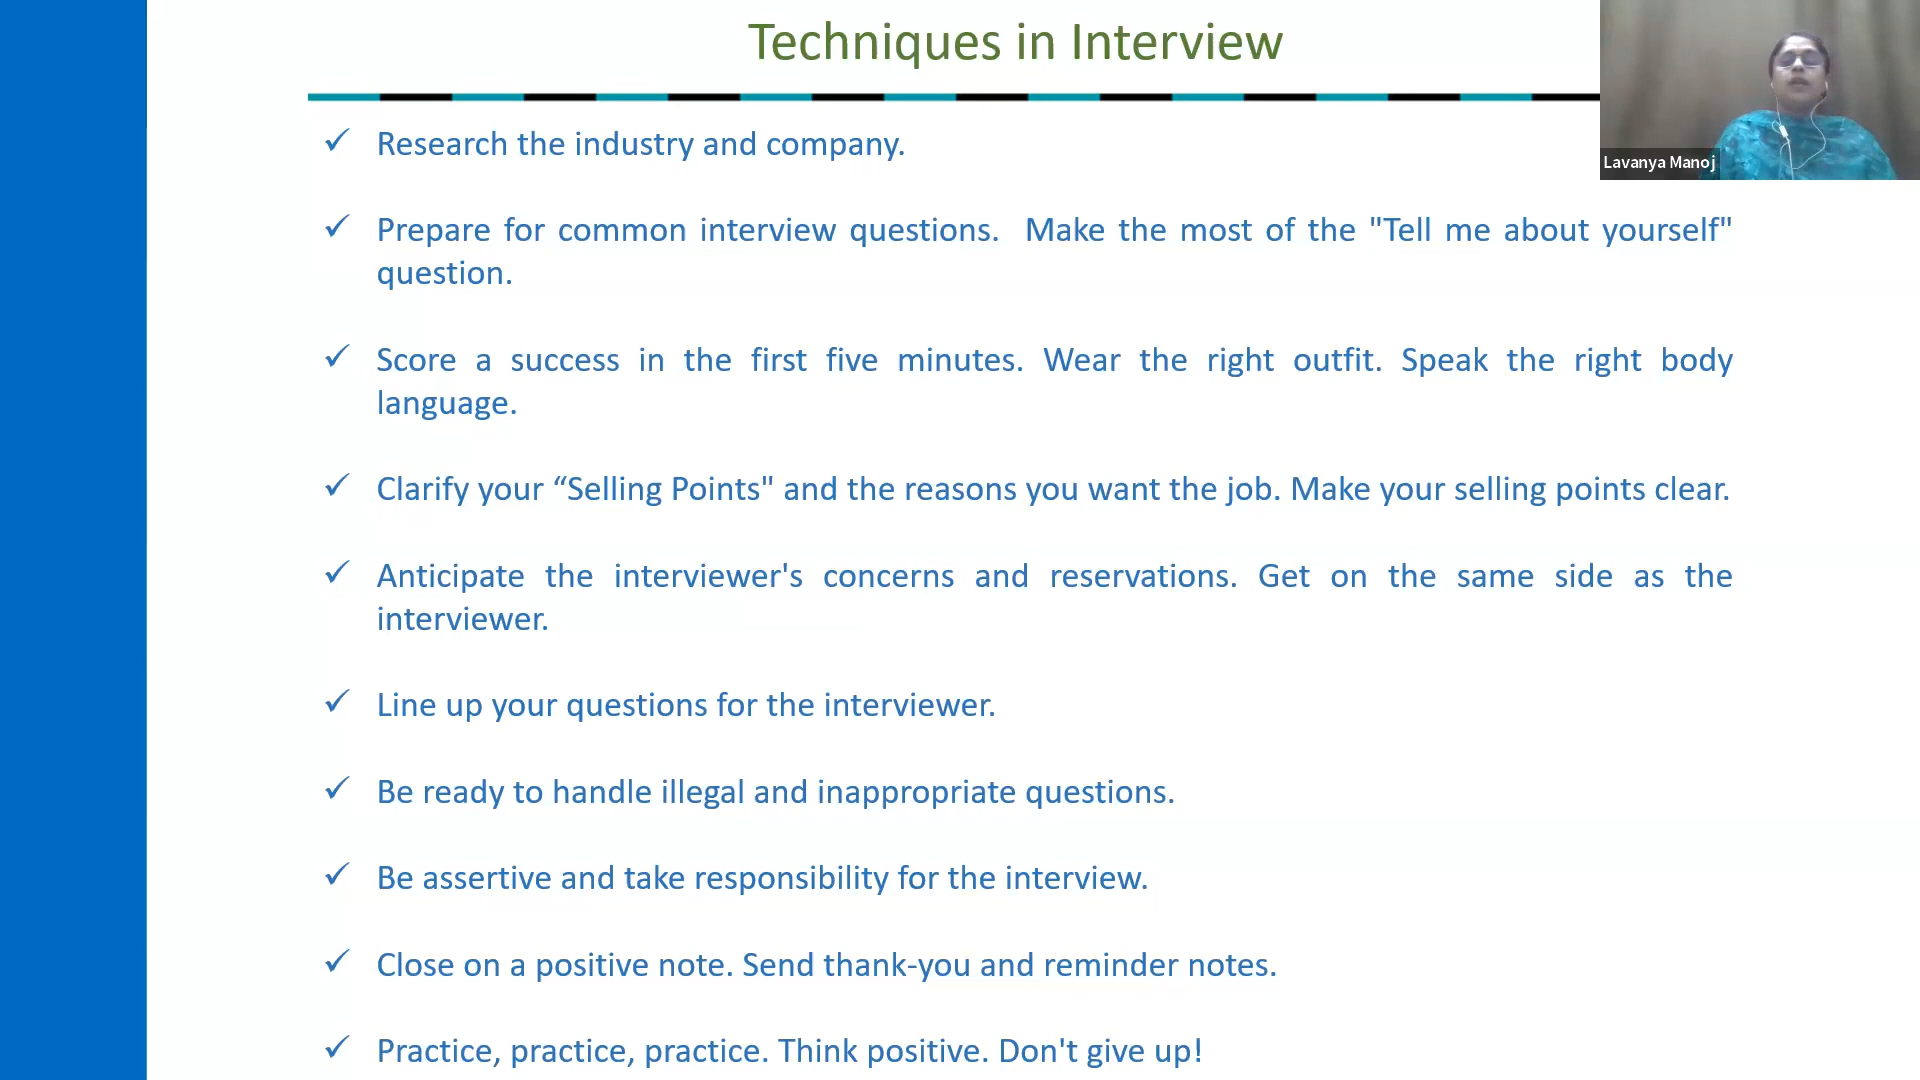 Techniques in Interview
Lavanya Manoj
✓ Research the industry and company.
✓ Prepare for common interview questions.  Make the most of the "Tell me about yourself"
question.
✓ Score a success in the first five minutes. Wear the right outfit. Speak the right body
language.
✓ Clarify your “Selling Points" and the reasons you want the job. Make your selling points clear.
✓ Anticipate the interviewer's concerns and reservations. Get on the same side as the
interviewer.
✓ Line up your questions for the interviewer.
✓ Be ready to handle illegal and inappropriate questions.
✓ Be assertive and take responsibility for the interview.
✓ Close on a positive note. Send thank-you and reminder notes.
✓ Practice, practice, practice. Think positive. Don't give up!